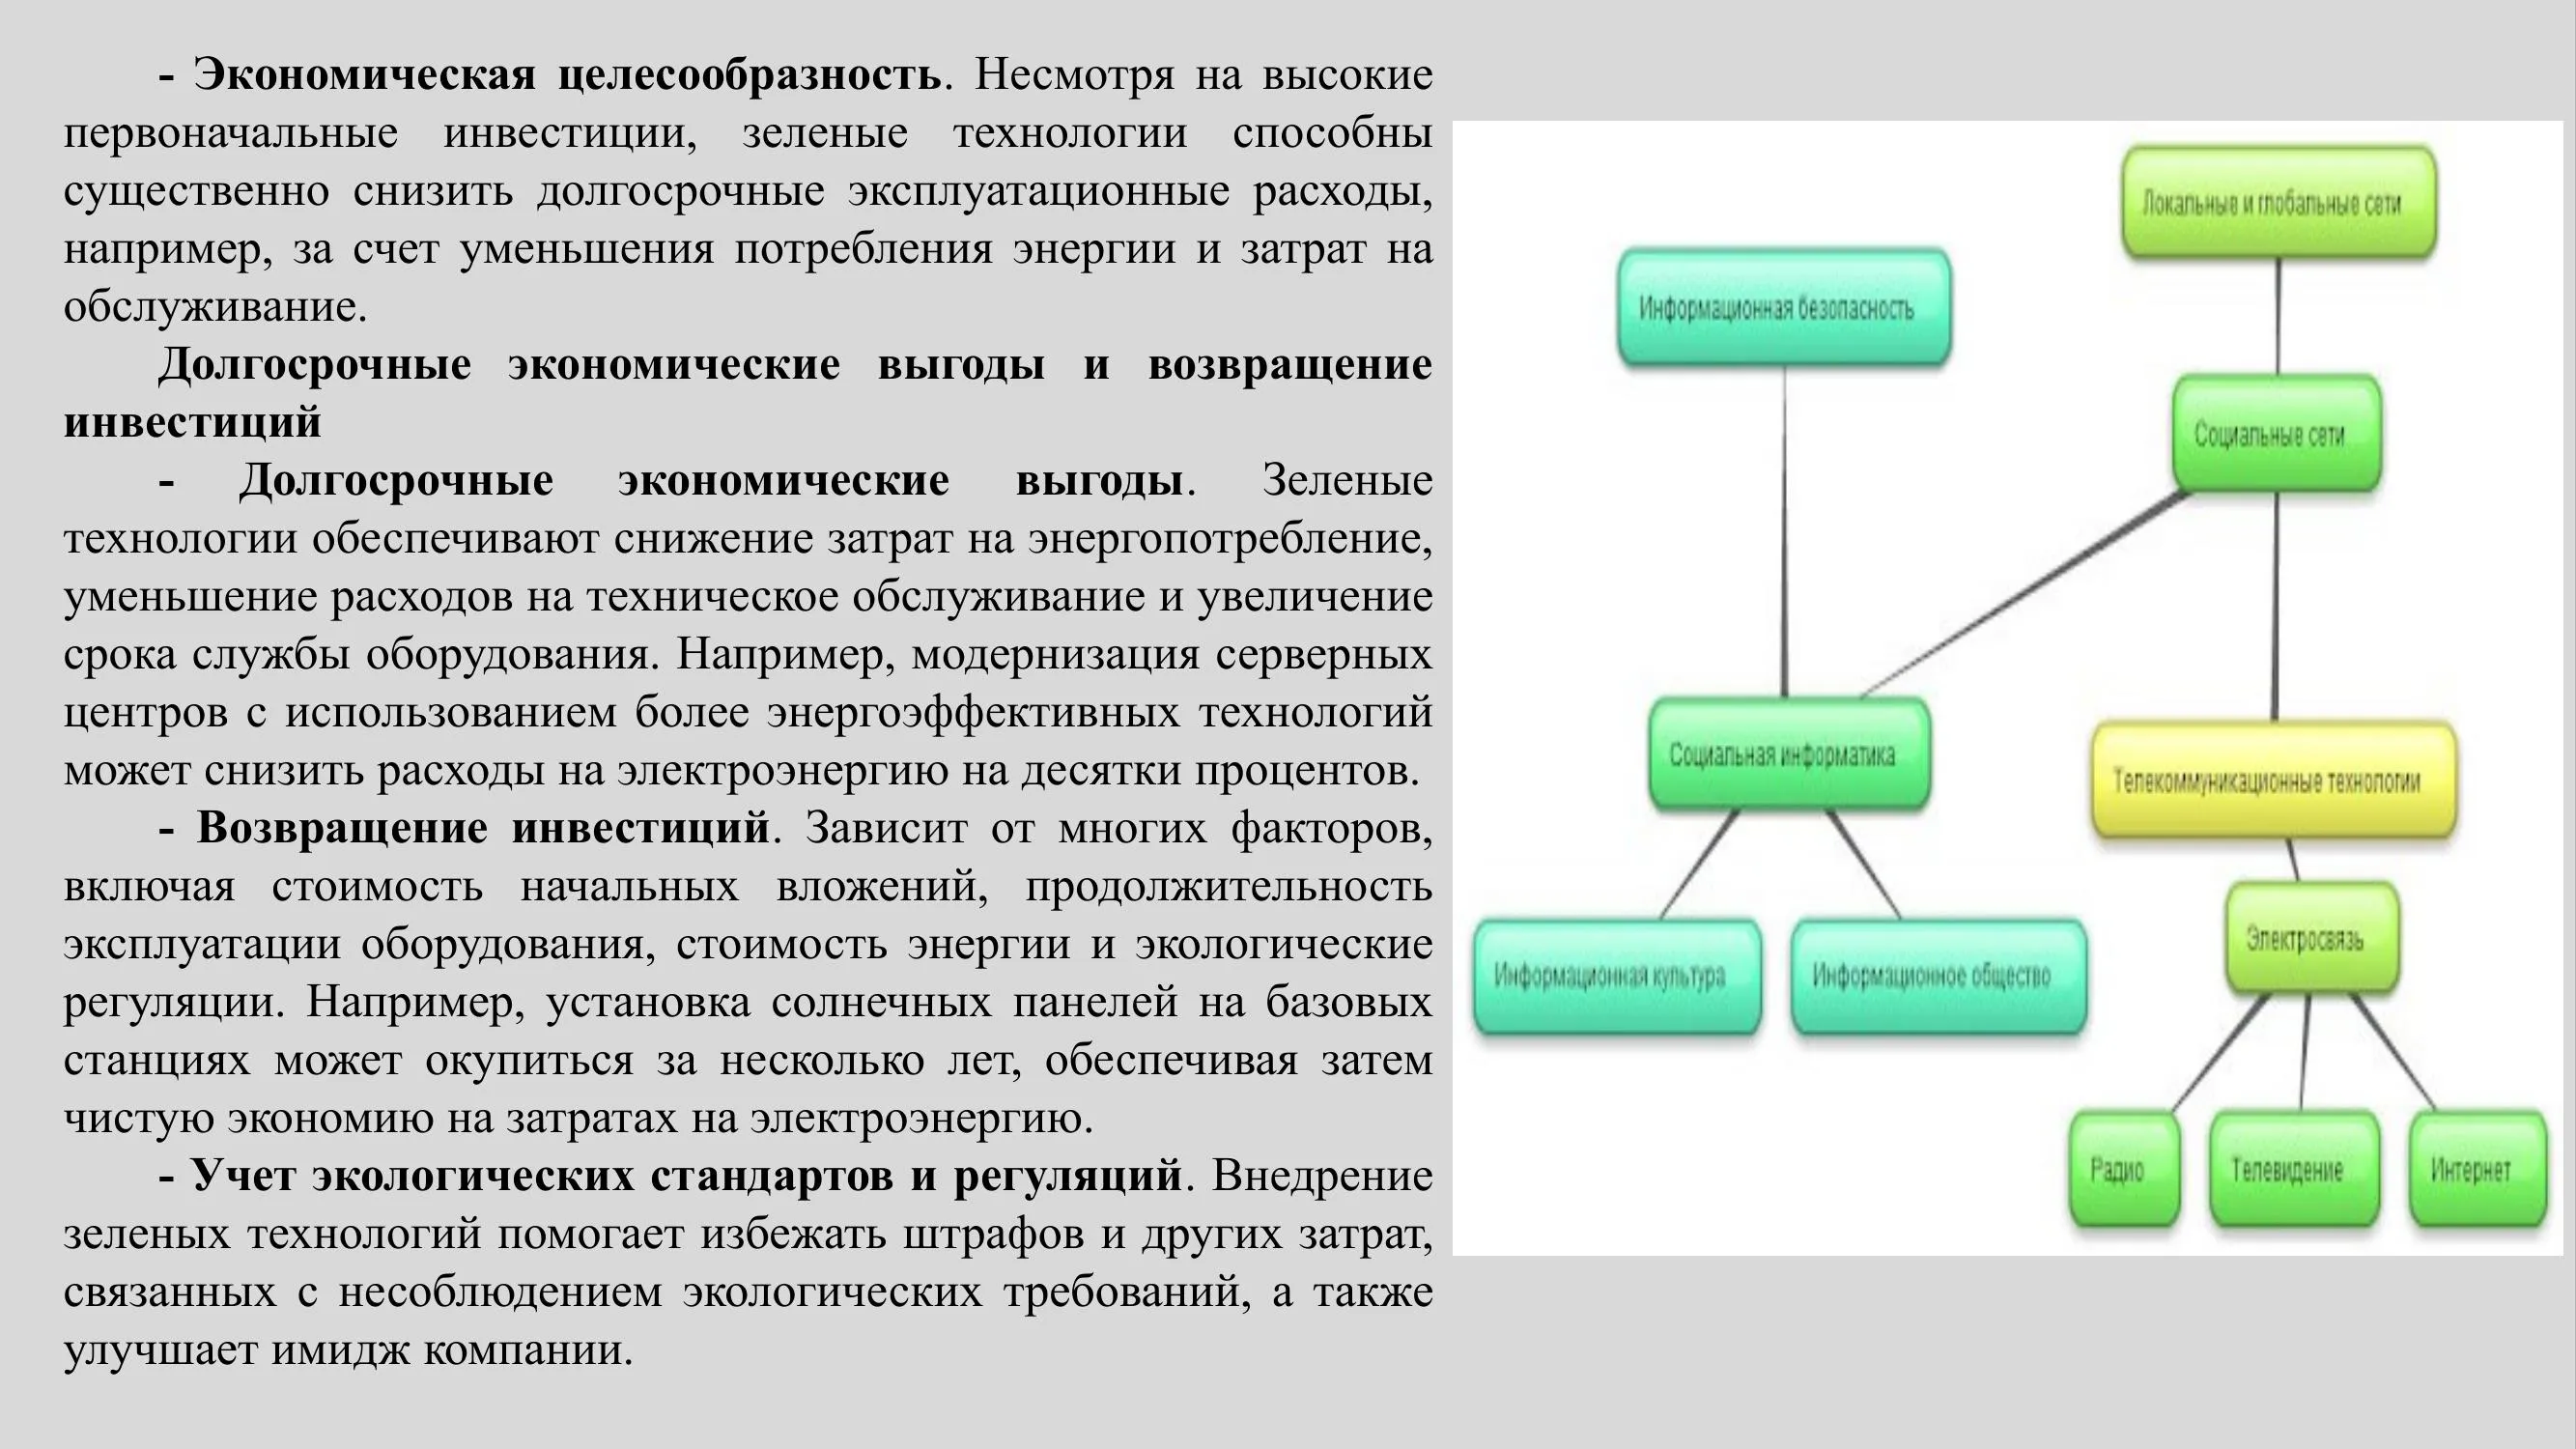 - Экономическая целесообразность. Несмотря на высокие
первоначальные инвестиции, зеленые технологии способны
существенно снизить долгосрочные эксплуатационные расходы,
например, за счет уменьшения потребления энергии и затрат на
обслуживание.
Долгосрочные экономические выгоды и возвращение
инвестиций
- Долгосрочные экономические выгоды. Зеленые
технологии обеспечивают снижение затрат на энергопотребление,
уменьшение расходов на техническое обслуживание и увеличение
срока службы оборудования. Например, модернизация серверных
центров с использованием более энергоэффективных технологий
может снизить расходы на электроэнергию на десятки процентов.
- Возвращение инвестиций. Зависит от многих факторов,
включая стоимость начальных вложений, продолжительность
эксплуатации оборудования, стоимость энергии и экологические
регуляции. Например, установка солнечных панелей на базовых
станциях может окупиться за несколько лет, обеспечивая затем
чистую экономию на затратах на электроэнергию.
- Учет экологических стандартов и регуляций. Внедрение
зеленых технологий помогает избежать штрафов и других затрат,
связанных с несоблюдением экологических требований, а также
улучшает имидж компании.
Локальные и глобальные сети
Информационная безопасность
Социальные сети
Социальная информатика
Телекоммуникационные технологии
Электросвязь
Информационная культура
Информационное общество
Радио
Телевидение
Интернет